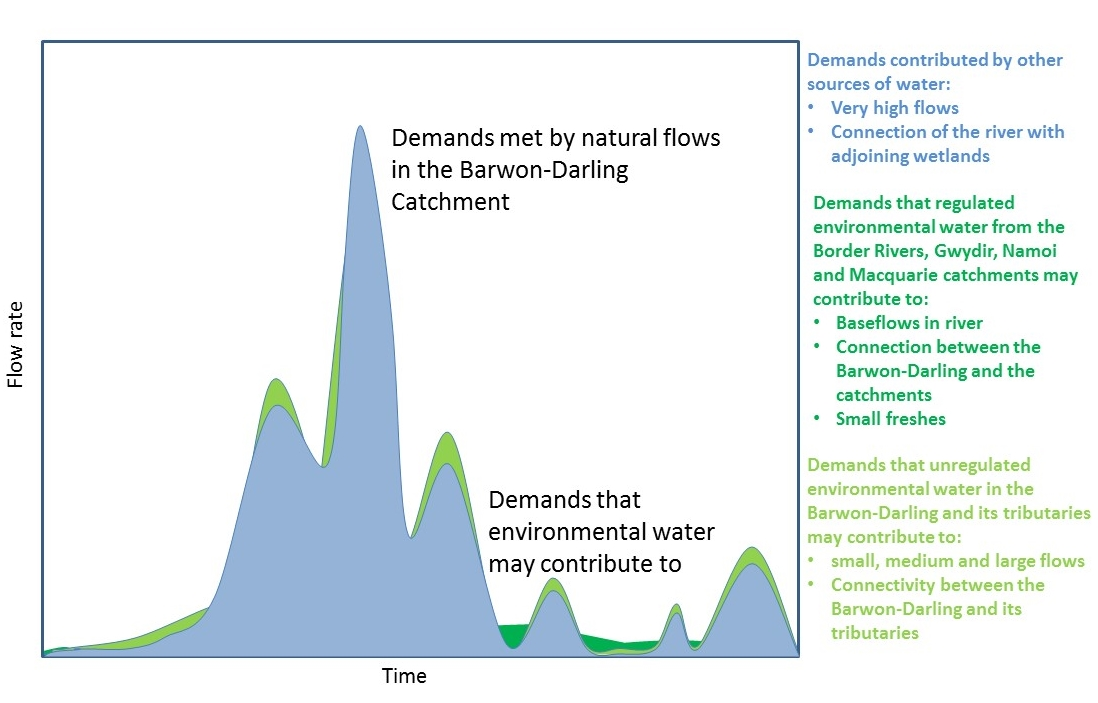 Demands met by natural flows
in the Barwon-Darling
Catchment
Demands that
environmental water
may contribute to
Flow rate
Time
Demands contributed by other
sources of water:
• Very high flows
• Connection of the river with
adjoining wetlands
Demands that regulated
environmental water from the
Border Rivers, Gwydir, Namoi
and Macquarie catchments may
contribute to:
• Baseflows in river
• Connection between the
Barwon-Darling and the
catchments
• Small freshes
Demands that unregulated
environmental water in the
Barwon-Darling and its tributaries
may contribute to:
• small, medium and large flows
• Connectivity between the
Barwon-Darling and its
tributaries